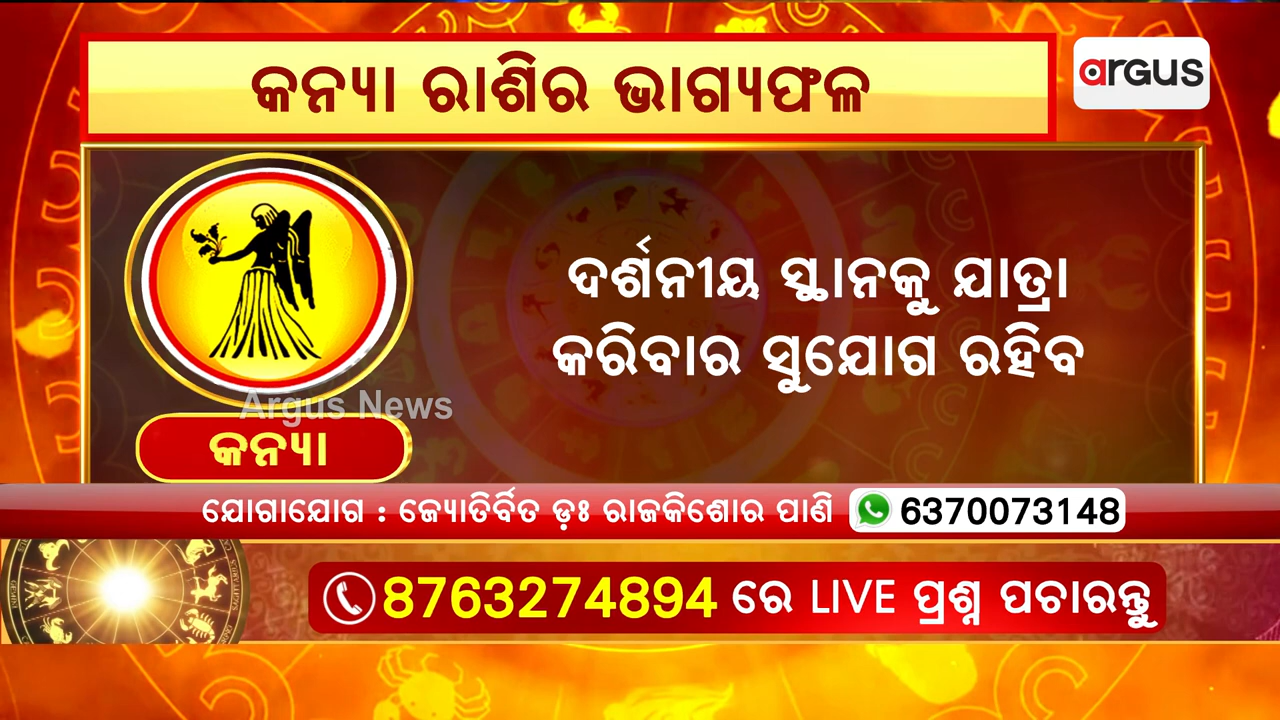 କନ୍ୟା ରାଶିର ଭାଗ୍ୟଫଳ
argus
ଦର୍ଶନୀୟ ସ୍ଥାନକୁ ଯାତ୍ରା
କରିବାର ସୁଯୋଗ ରହିବ
Argus News
କନ୍ୟା
ଯୋଗାଯୋଗ : ଜ୍ୟୋତିର୍ବିତ ଡ଼ଃ ରାଜକିଶୋର ପାଣି 6370073148
8763274894 ରେ LIVE ପ୍ରଶ୍ନ ପଚାରନ୍ତୁ